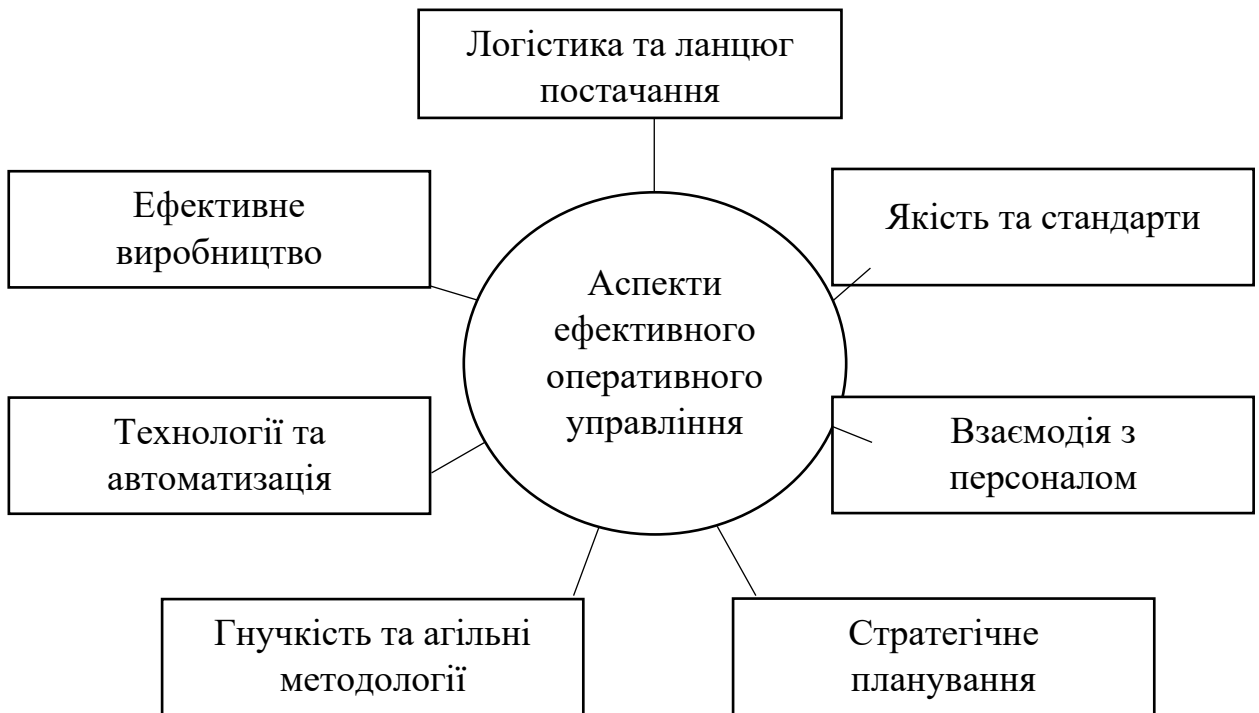 Логістика та ланцюг
постачання
Ефективне
виробництво
Якість та стандарти
Аспекти
ефективного
оперативного
управління
Технології та
автоматизація
Взаємодія з
персоналом
Гнучкість та агільні
методології
Стратегічне
планування